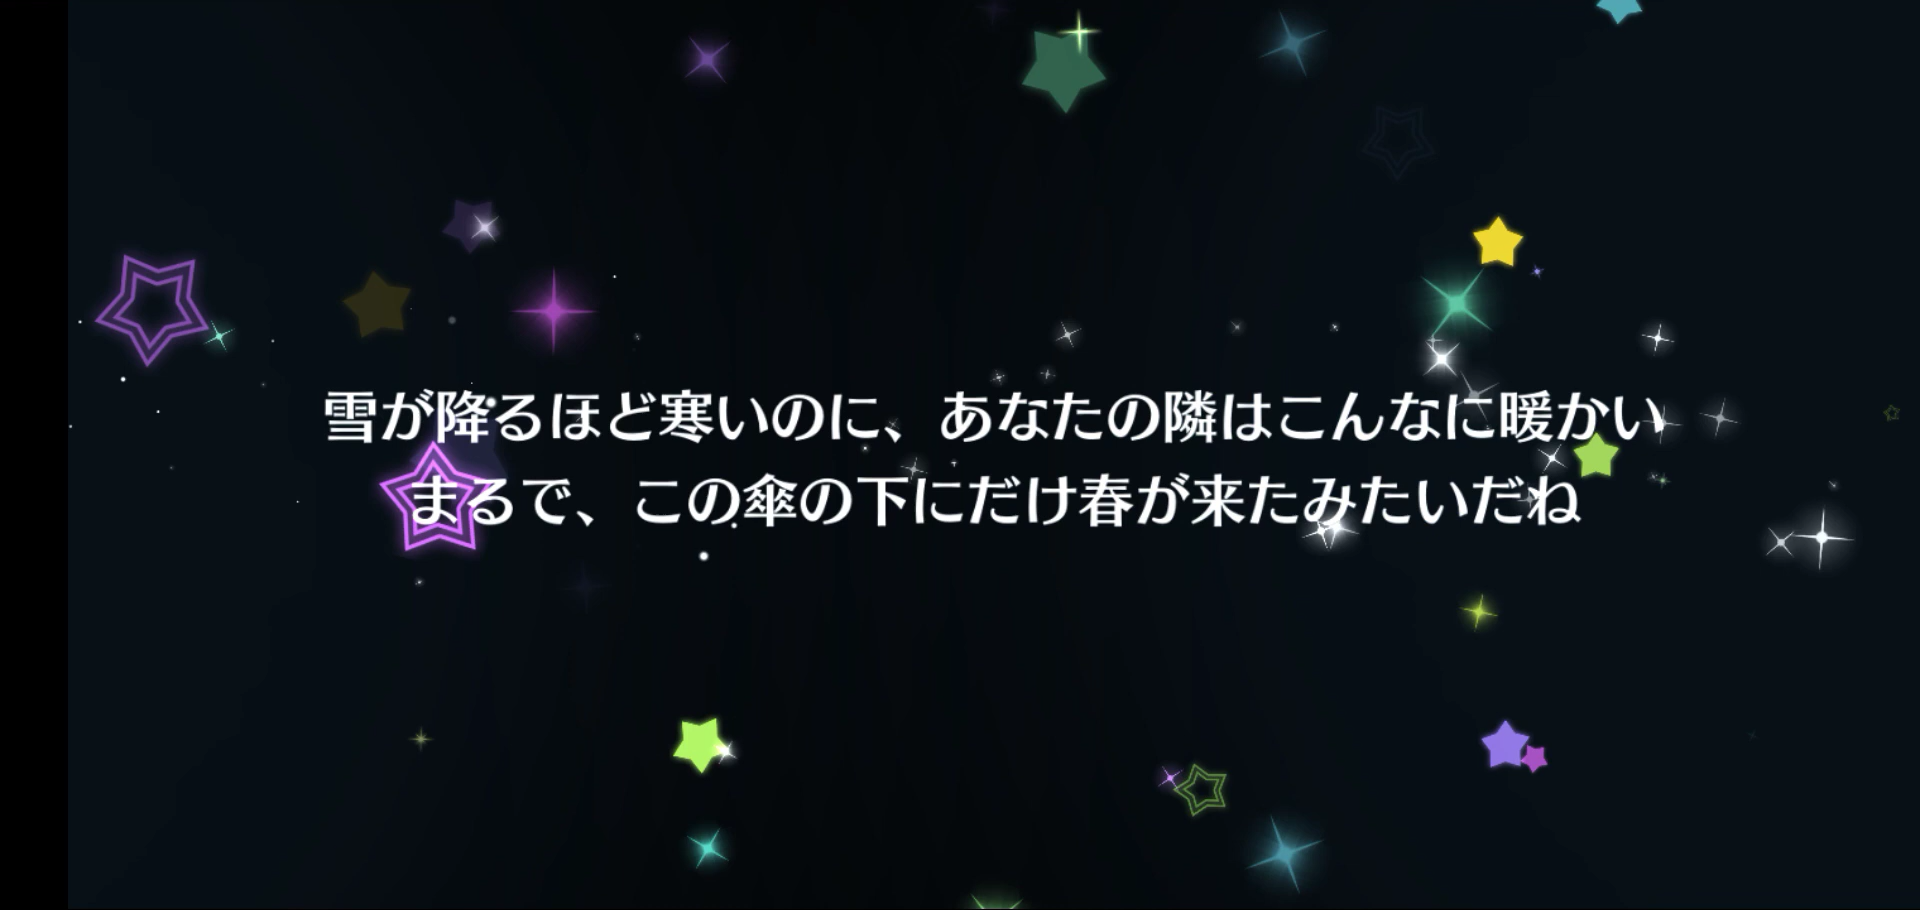 雪が降るほど寒いのに、あなたの隣はこんなに暖かい
まるで、この傘の下にだけ春が来たみたいだね